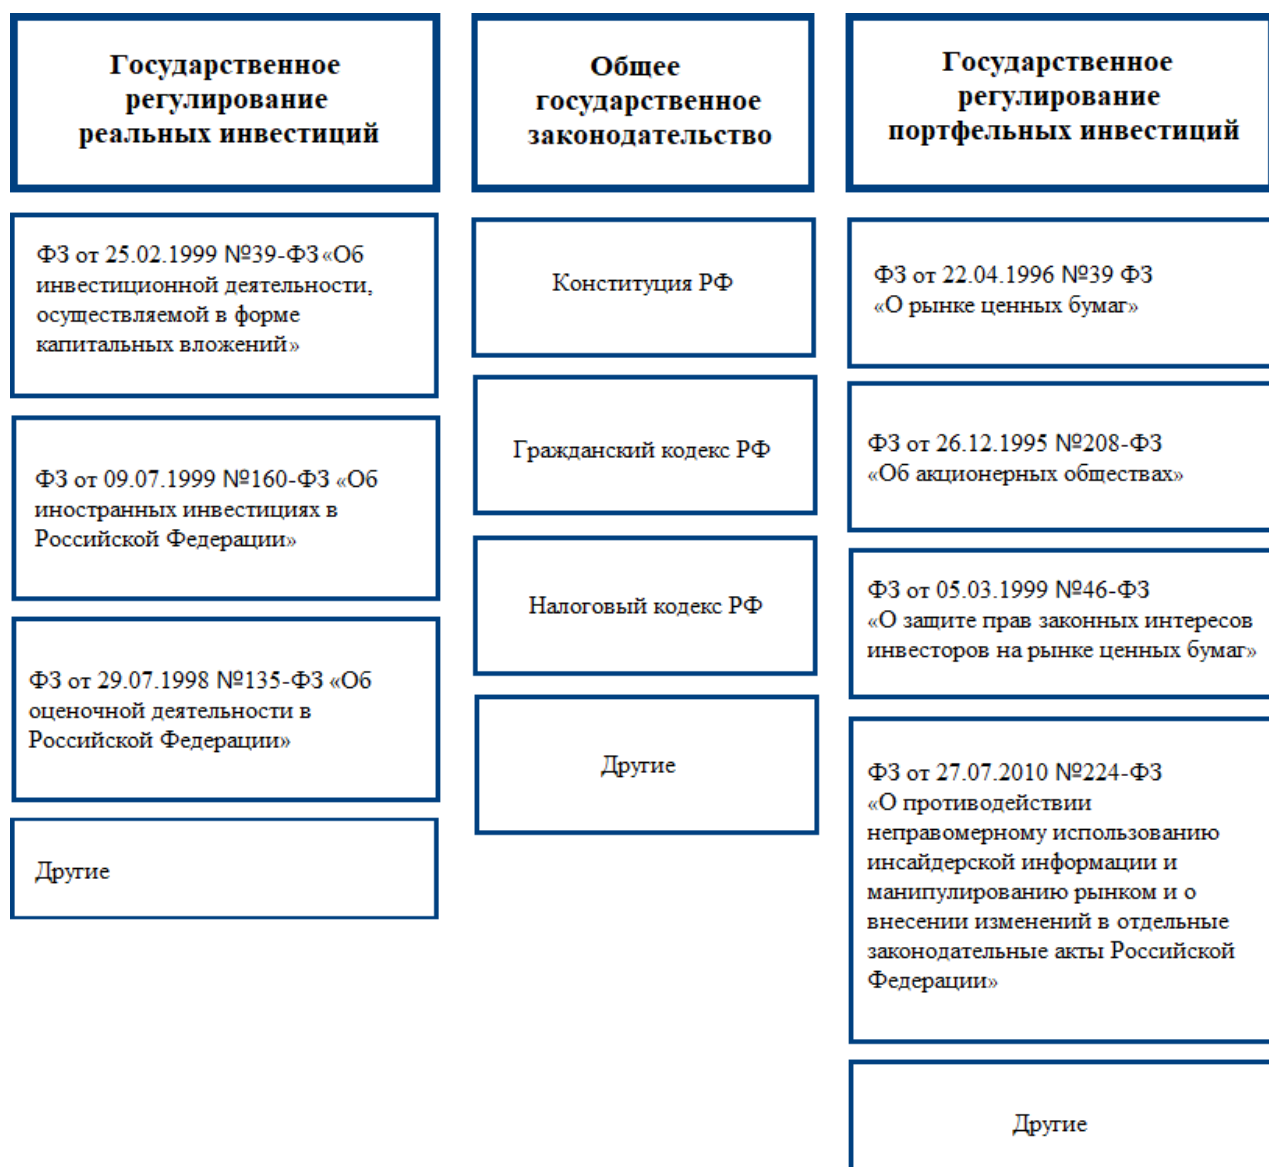 Государственное
регулирование
реальных инвестиций
ФЗ от 25.02.1999 №39-ФЗ «Об
инвестиционной деятельности,
осуществляемой в форме
капитальных вложений»
ФЗ от 09.07.1999 №160-ФЗ «Об
иностранных инвестициях в
Российской Федерации»
ФЗ от 29.07.1998 №135-ФЗ «Об
оценочной деятельности в
Российской Федерации»
Другие
Общее
государственное
законодательство
Конституция РФ
Гражданский кодекс РФ
Налоговый кодекс РФ
Другие
Государственное
регулирование
портфельных инвестиций
ФЗ от 22.04.1996 №39 ФЗ
«О рынке ценных бумаг»
ФЗ от 26.12.1995 №208-ФЗ
«Об акционерных обществах»
ФЗ от 05.03.1999 №46-ФЗ
«О защите прав законных интересов
инвесторов на рынке ценных бумаг»
ФЗ от 27.07.2010 №224-ФЗ
«О противодействии
неправомерному использованию
инсайдерской информации и
манипулированию рынком и о
внесении изменений в отдельные
законодательные акты Российской
Федерации»
Другие